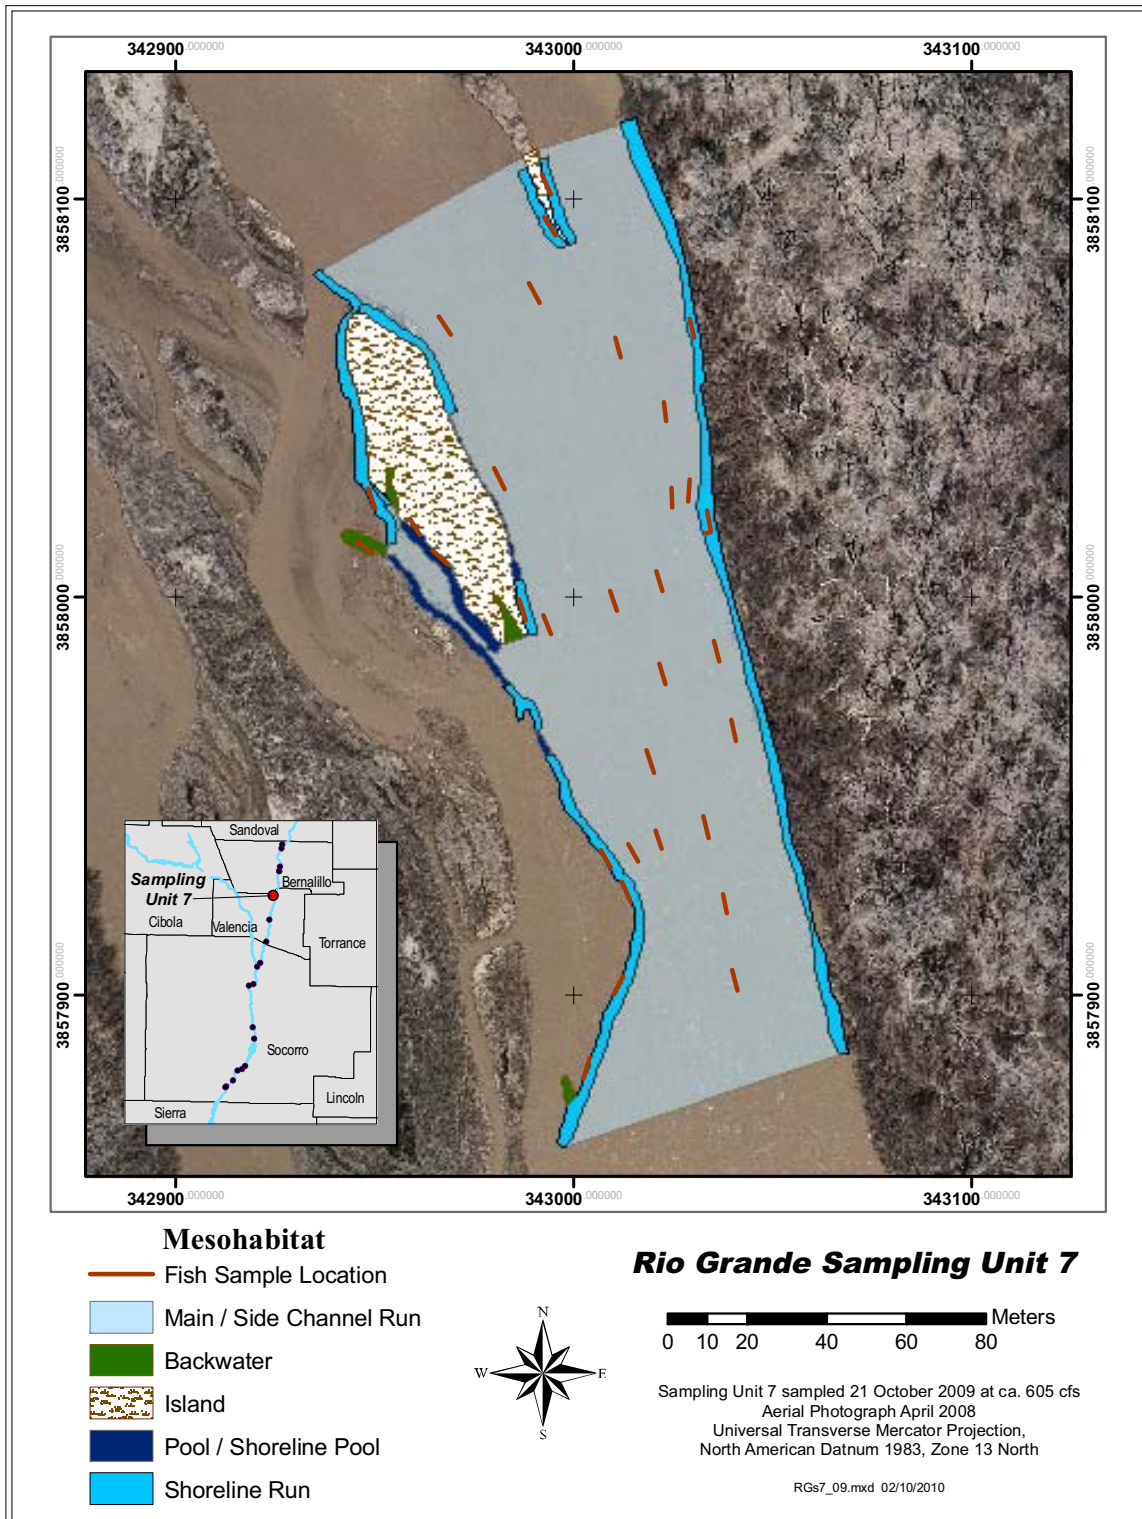 342900.000000 343000.000000 343100.000000
3858100.000000 3858100.000000
3858000.000000 3858000.000000
3857900.000000 3857900.000000
Sandoval
Sampling
Unit 7
Bernalillo
Cibola
Valencia
Torrance
Socorro
Lincoln
Sierra
342900.000000 343000.000000 343100.000000
Mesohabitat
Fish Sample Location
Main / Side Channel Run
Backwater
Island
Pool / Shoreline Pool
Shoreline Run
N
W E
S
Rio Grande Sampling Unit 7
Meters
0 10 20 40 60 80
Sampling Unit 7 sampled 21 October 2009 at ca. 605 cfs
Aerial Photograph April 2008
Universal Transverse Mercator Projection,
North American Datnum 1983, Zone 13 North
RGs7_09.mxd 02/10/2010